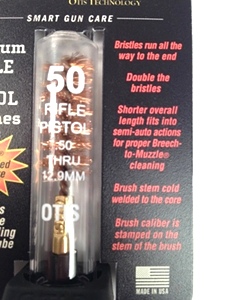 OTIS TECHNOLOGY
SMART GUN CARE
50
RIFLE
PISTOL
.50
THRU
12.9MM
OTIS
Bristles run all the
way to the end
Double the
bristles
Shorter overall
length fits into
semi-auto actions
for proper Breech-
to-Muzzle®
cleaning
Brush stem cold
welded to the core
Brush caliber is
stamped on the
stem of the brush
MADE IN USA